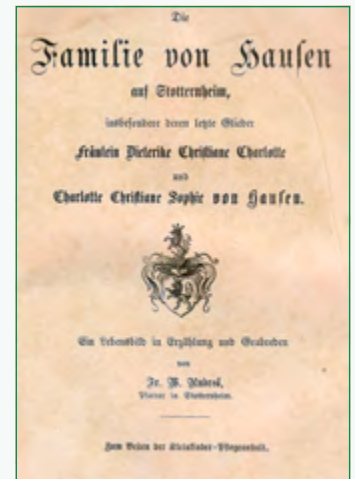 Die
Familie von Hauſen
auf Stotternheim,
insbeſondere deren letzte Glieder
Fräulein Dieterike Chriſtiane Charlotte
und
Charlotte Chriſtiane Sophie von Hauſen.
Ein Lebensbild in Erzählung und Grabreden
von
Fr. W.
Pfarrer in Stotternheim.
Zum Beſten der Kleinkinder-Pflegeanſtalt.